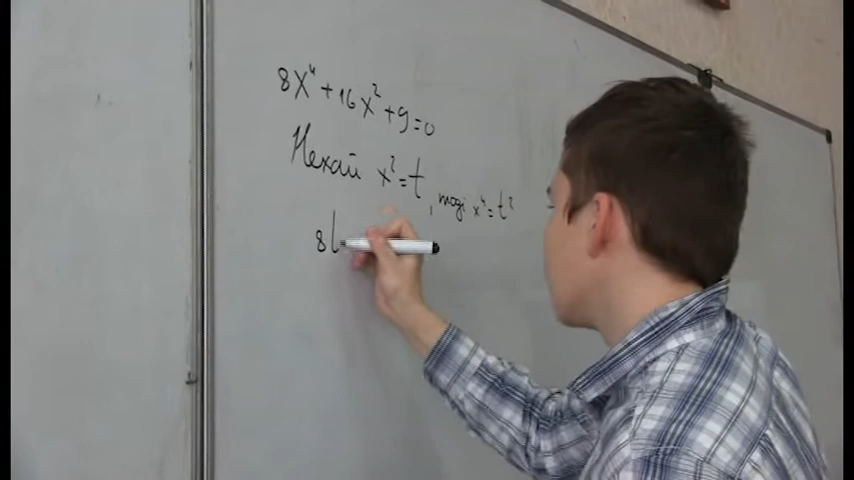 8x⁴ + 16x² + 9 = 0
Нехай x² = t, тоді x⁴ = t²
8t